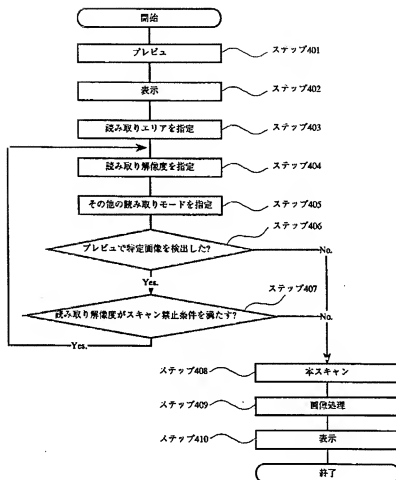 開始
プレビュ
ステップ401
表示
ステップ402
読み取りエリアを指定
ステップ403
読み取り解像度を指定
ステップ404
その他の読み取りモードを指定
ステップ405
ステップ406
プレビュで特定画像を検出した?
No.
Yes.
ステップ407
読み取り解像度がスキャン禁止条件を満たす?
No.
Yes.
ステップ408
本スキャン
ステップ409
画像処理
ステップ410
表示
終了